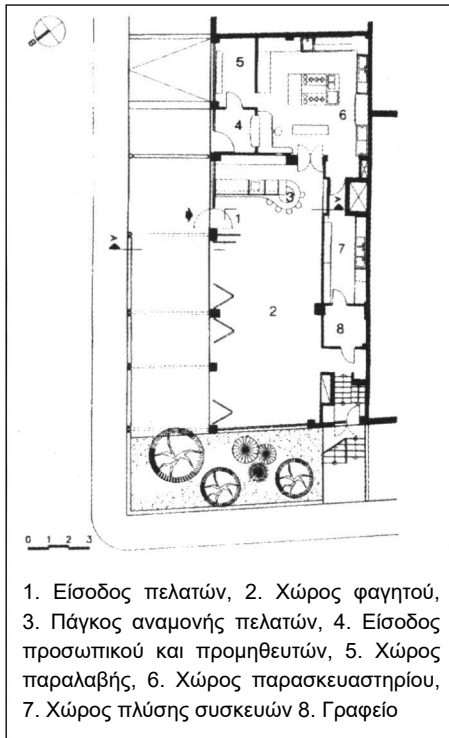 B
5
4
6
3
1
A
A
7
2
8
0 1 2 3
1. Είσοδος πελατών, 2. Χώρος φαγητού,
3. Πάγκος αναμονής πελατών, 4. Είσοδος
προσωπικού και προμηθευτών, 5. Χώρος
παραλαβής, 6. Χώρος παρασκευαστηρίου,
7. Χώρος πλύσης συσκευών 8. Γραφείο